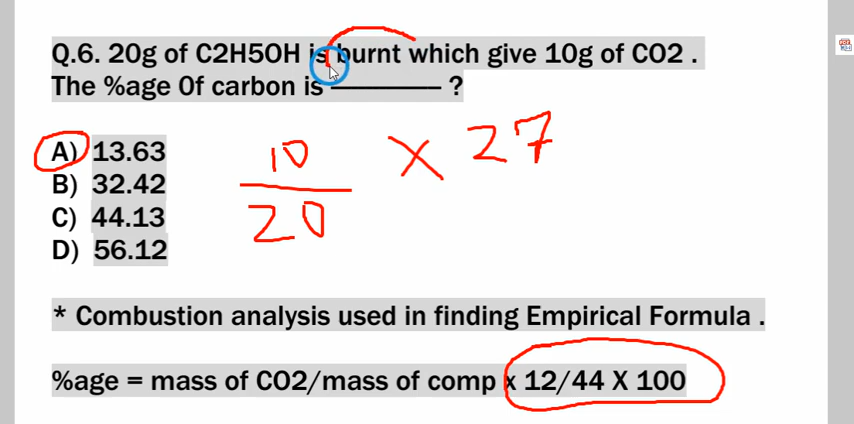 Q.6. 20g of C2H5OH is burnt which give 10g of CO2 .
The %age Of carbon is ———— ?
A) 13.63
B) 32.42
C) 44.13
D) 56.12
10
20
X 27
* Combustion analysis used in finding Empirical Formula .
%age = mass of CO2/mass of comp x 12/44 X 100